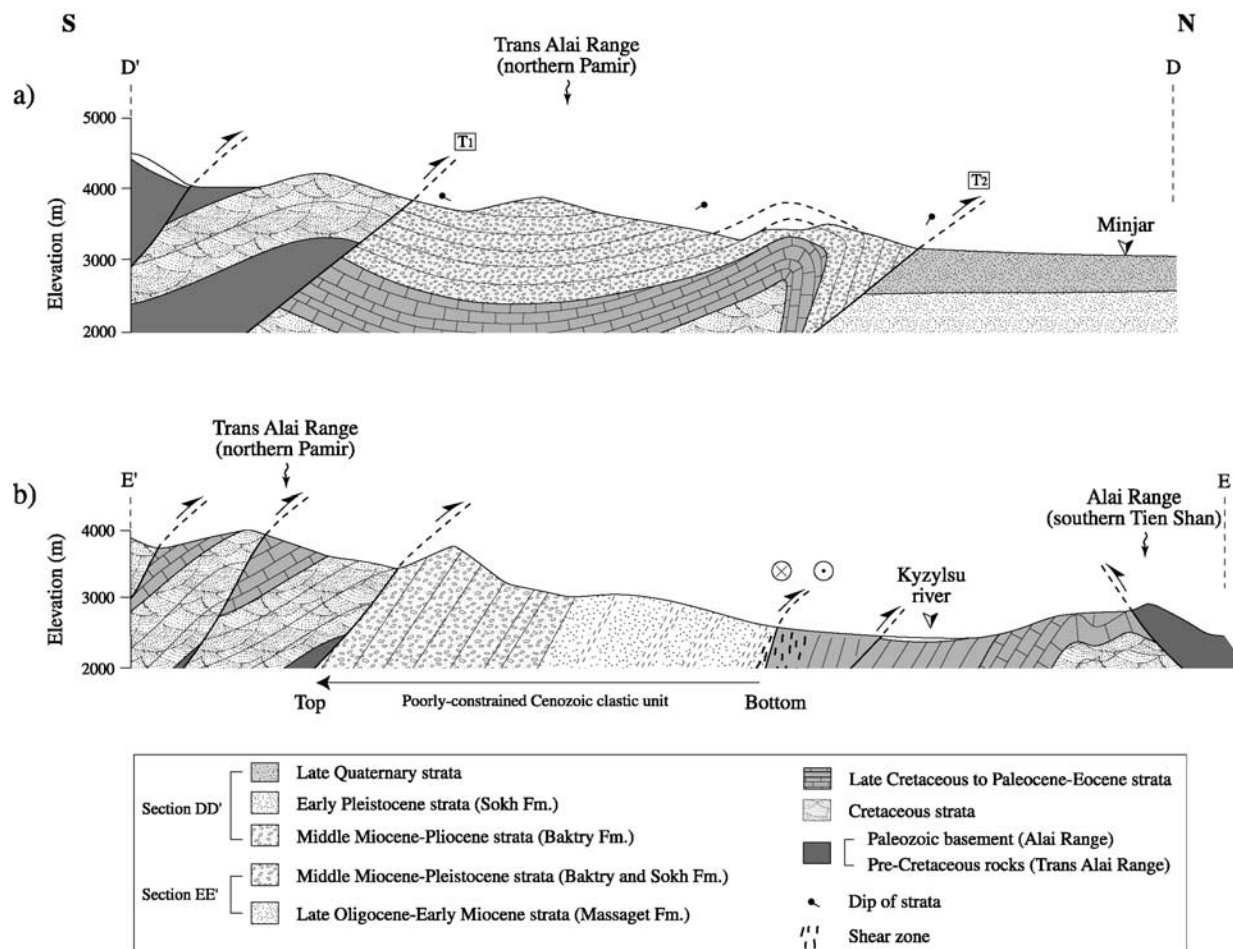 S
N
Trans Alai Range
(northern Pamir)
D'
D
a)
5000
4000
3000
2000
Elevation (m)
T1
T2
Minjar
Trans Alai Range
(northern Pamir)
E'
E
b)
Alai Range
(southern Tien Shan)
4000
3000
2000
Elevation (m)
Kyzylsu
river
Top
Poorly-constrained Cenozoic clastic unit
Bottom
Section DD'
Late Quaternary strata
Early Pleistocene strata (Sokh Fm.)
Middle Miocene-Pliocene strata (Baktry Fm.)
Section EE'
Middle Miocene-Pleistocene strata (Baktry and Sokh Fm.)
Late Oligocene-Early Miocene strata (Massaget Fm.)
Late Cretaceous to Paleocene-Eocene strata
Cretaceous strata
Paleozoic basement (Alai Range)
Pre-Cretaceous rocks (Trans Alai Range)
Dip of strata
Shear zone